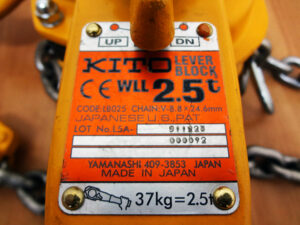 UP DN
KITO LEVER BLOCK
CE WLL 2.5t
CODE: LB025 CHAIN: V-8.8×24.6mm
JAPANESE U.S. PAT.
LOT No. LSA-
000092
YAMANASHI 409-3853 JAPAN
MADE IN JAPAN
37kg=2.5t